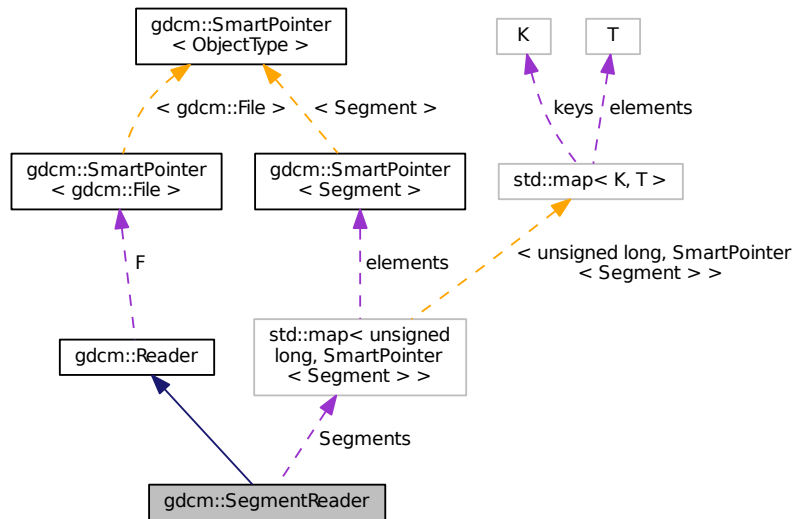 gdcm::SmartPointer
< ObjectType >
K
T
< gdcm::File >
< Segment >
keys
elements
gdcm::SmartPointer
< gdcm::File >
gdcm::SmartPointer
< Segment >
std::map< K, T >
F
elements
< unsigned long, SmartPointer
< Segment > >
gdcm::Reader
std::map< unsigned
long, SmartPointer
< Segment > >
Segments
gdcm::SegmentReader